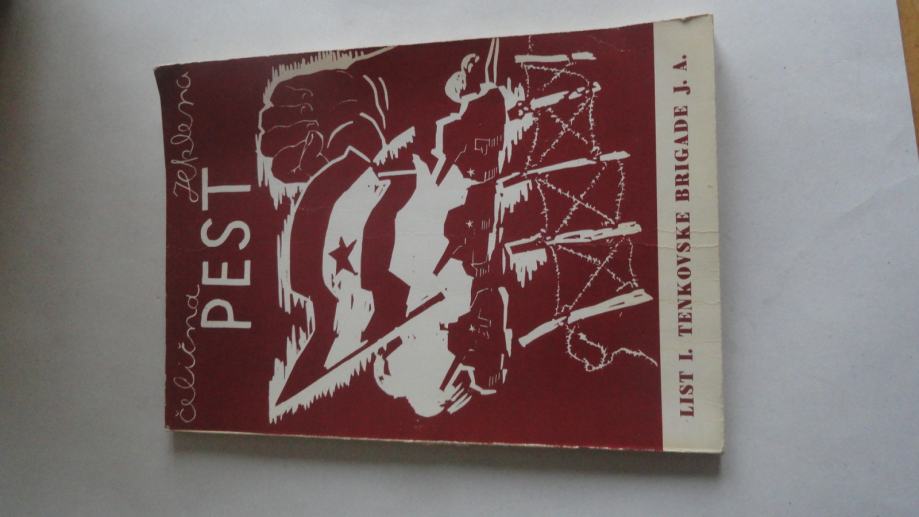 čelična Jeklena
PEST
LIST I. TENKOVSKE BRIGADE J. A.